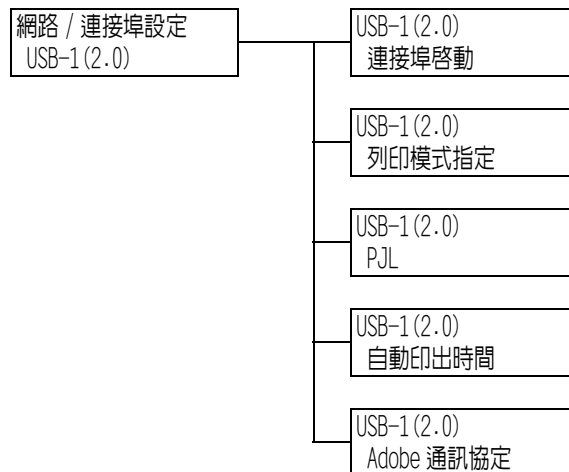 網路 / 連接埠設定
USB-1(2.0)
USB-1(2.0)
連接埠啓動
USB-1(2.0)
列印模式指定
USB-1(2.0)
PJL
USB-1(2.0)
自動印出時間
USB-1(2.0)
Adobe 通訊協定